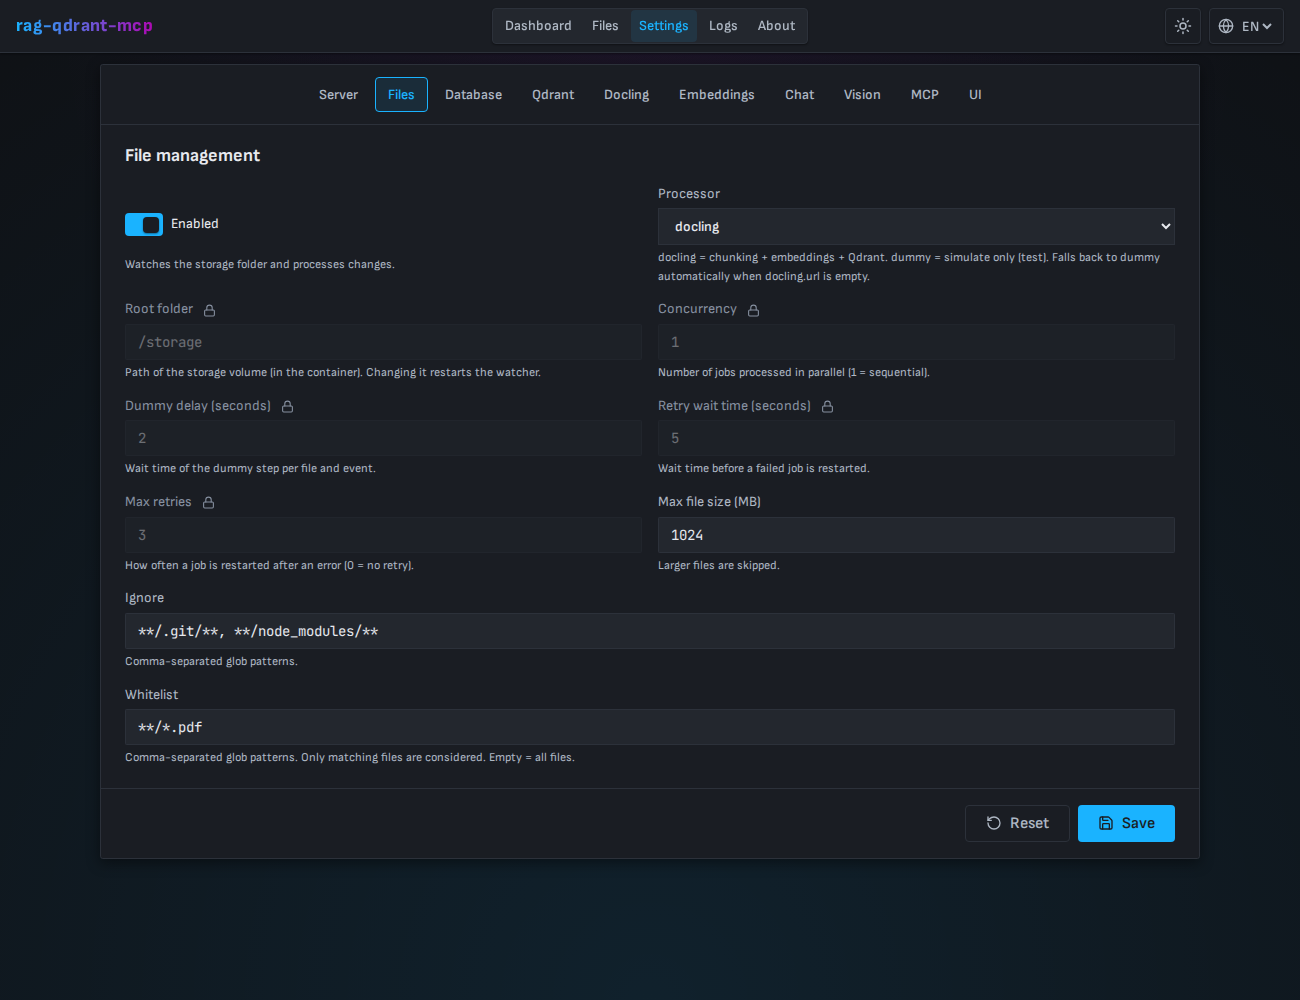 rag-qdrant-mcp
Dashboard Files Settings Logs About
EN
Server Files Database Qdrant Docling Embeddings Chat Vision MCP UI
File management
Enabled
Watches the storage folder and processes changes.
Processor
docling
docling = chunking + embeddings + Qdrant. dummy = simulate only (test). Falls back to dummy
automatically when docling.url is empty.
Root folder
/storage
Path of the storage volume (in the container). Changing it restarts the watcher.
Concurrency
1
Number of jobs processed in parallel (1 = sequential).
Dummy delay (seconds)
2
Wait time of the dummy step per file and event.
Retry wait time (seconds)
5
Wait time before a failed job is restarted.
Max retries
3
How often a job is restarted after an error (0 = no retry).
Max file size (MB)
1024
Larger files are skipped.
Ignore
**/.git/**, **/node_modules/**
Comma-separated glob patterns.
Whitelist
**/*.pdf
Comma-separated glob patterns. Only matching files are considered. Empty = all files.
Reset Save